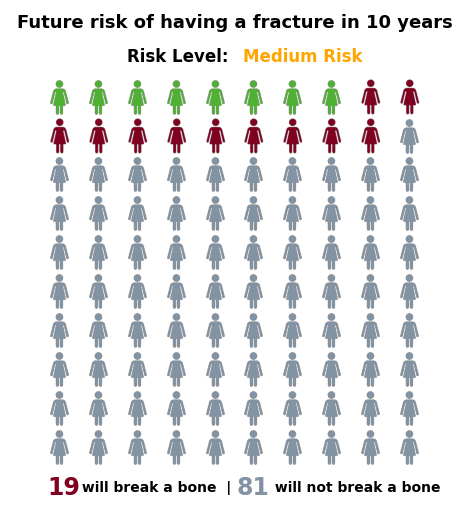 Future risk of having a fracture in 10 years
Risk Level: Medium Risk
19 will break a bone | 81 will not break a bone